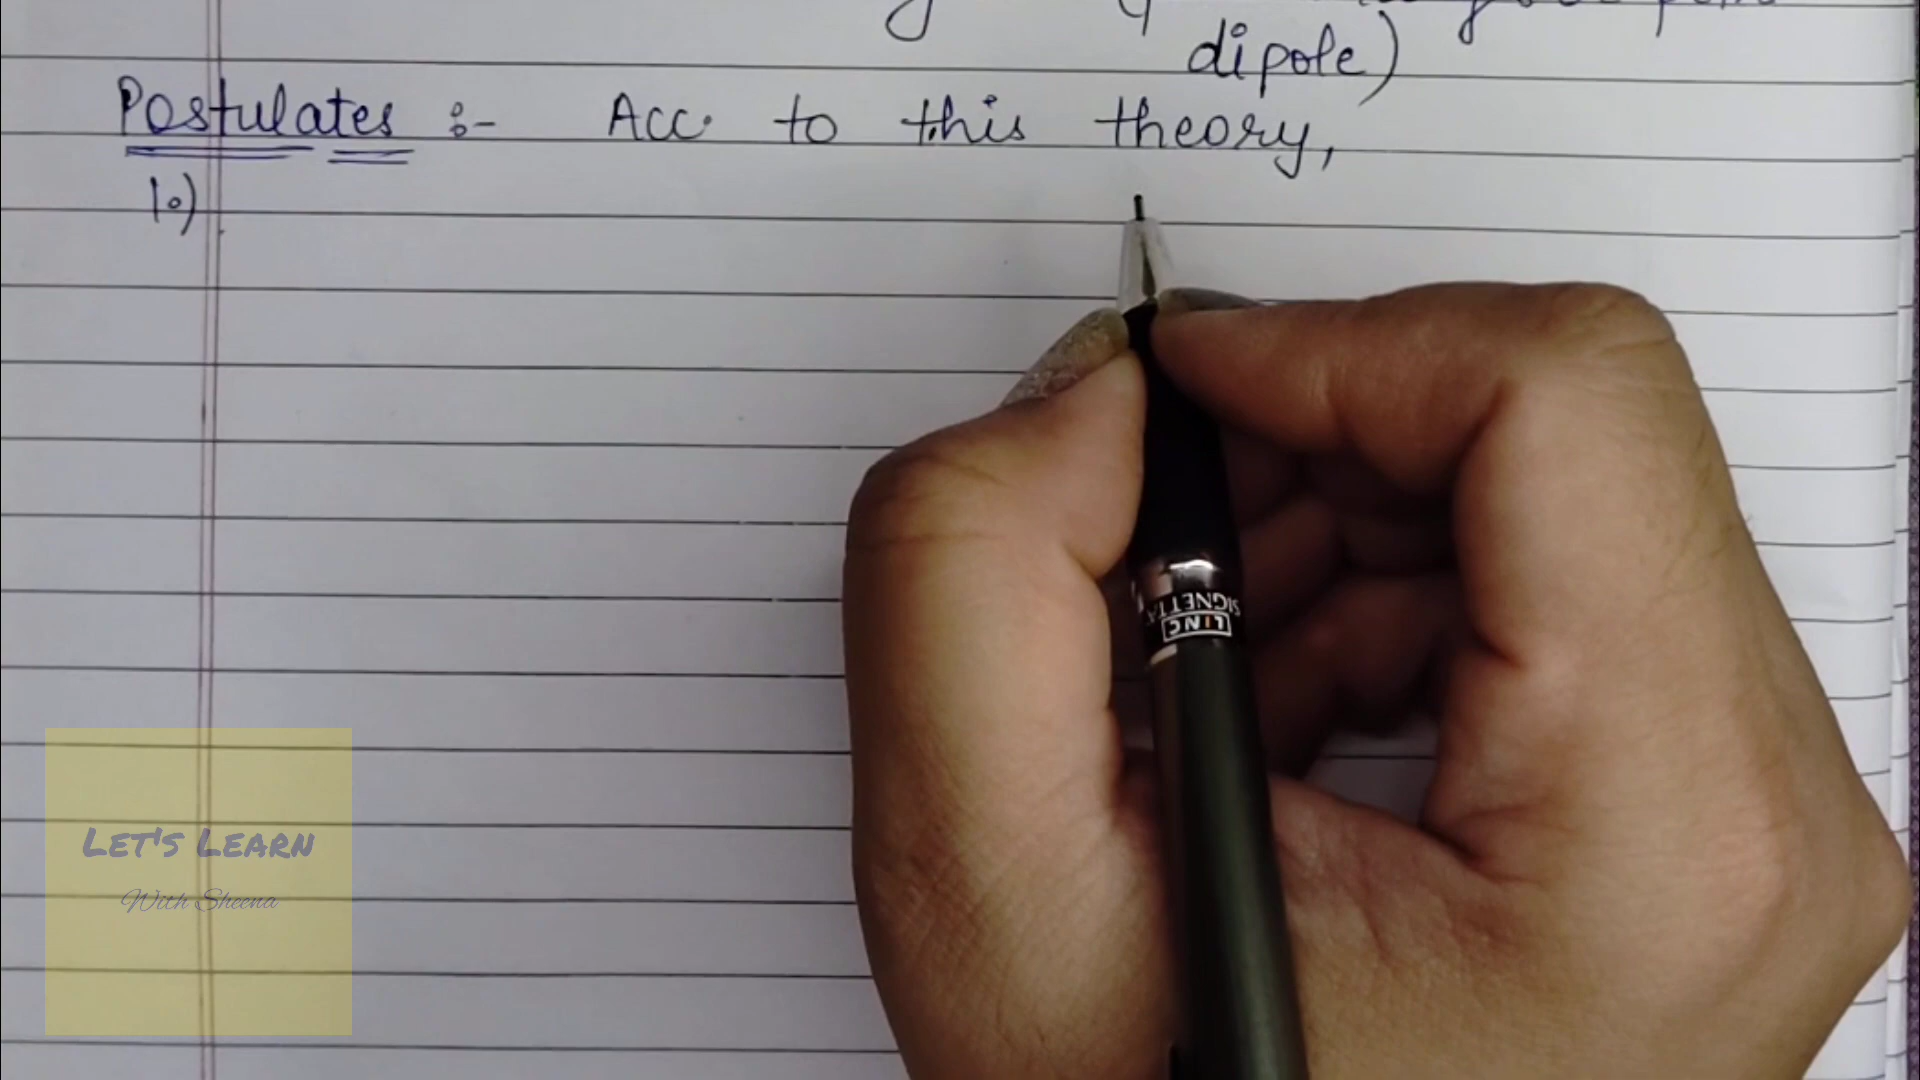 dipole)
Postulates :- Acc. to this theory,
1.)
LINC
SIGNETTA
LET'S LEARN
With Sheena